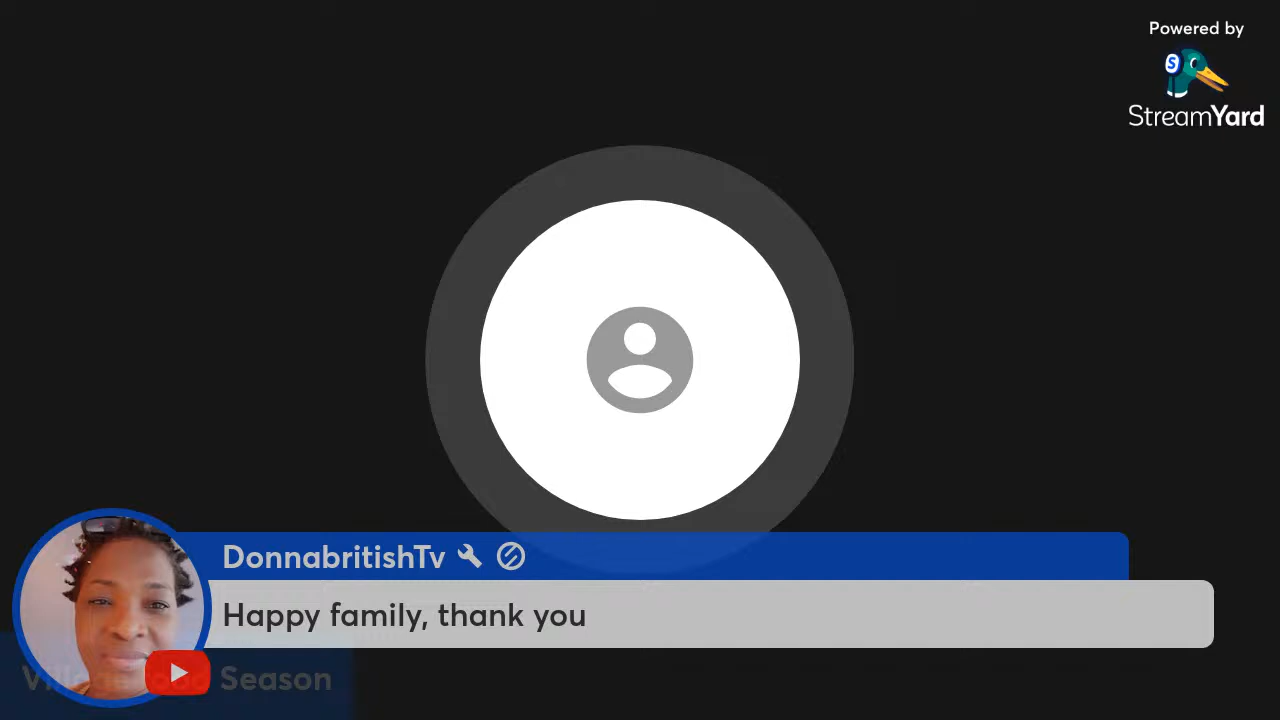 Powered by
S
StreamYard
DonnabritishTv
Happy family, thank you
Season